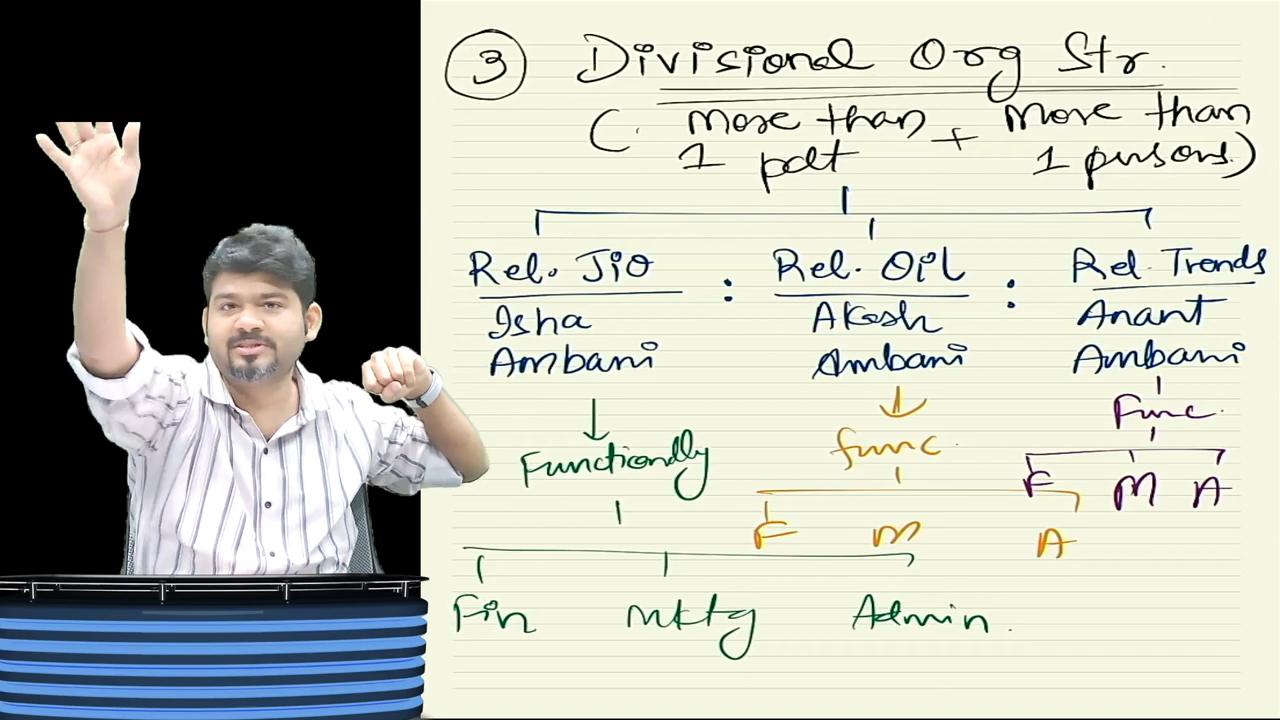 ③ Divisional Org Str.
(. More than 1 pdt + More than 1 persons.)
Rel. Jio : Rel. Oil : Rel. Trends
Isha Akash Anant
Ambani Ambani Ambani
Functionally func. Func.
F M A
F M A
Fin Mktg Admin.